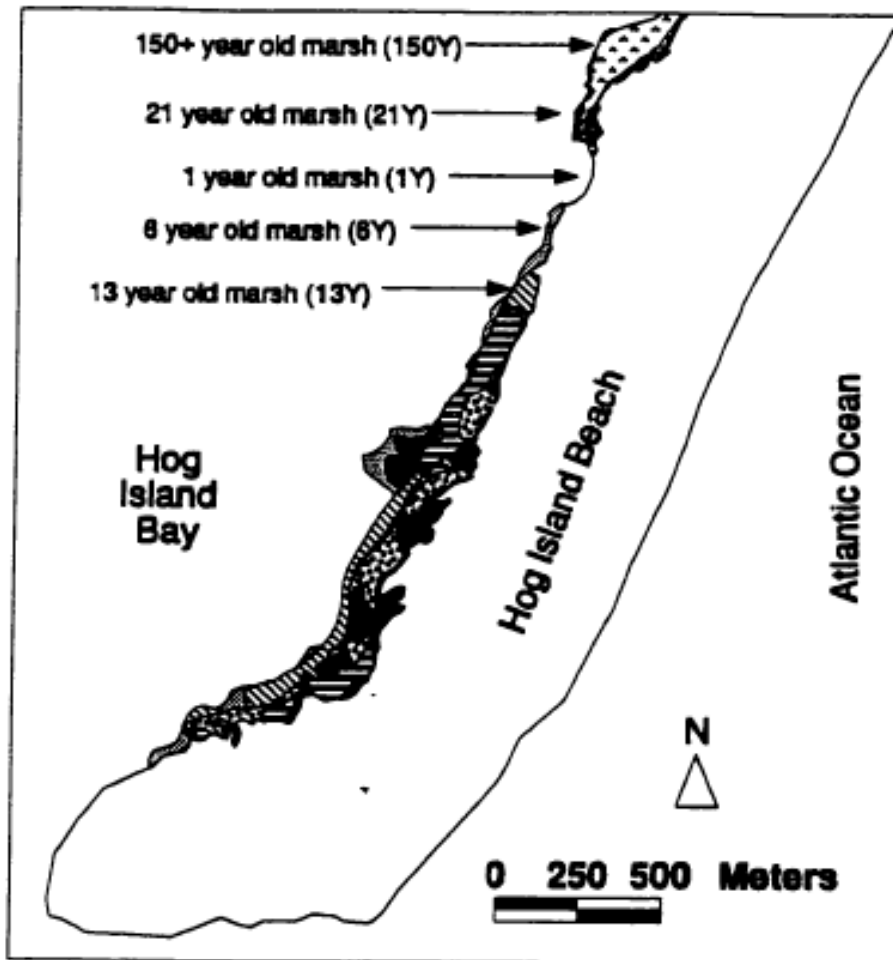 150+ year old marsh (150Y)
21 year old marsh (21Y)
1 year old marsh (1Y)
6 year old marsh (6Y)
13 year old marsh (13Y)
Hog
Island
Bay
Hog Island Beach
Atlantic Ocean
N
0 250 500 Meters